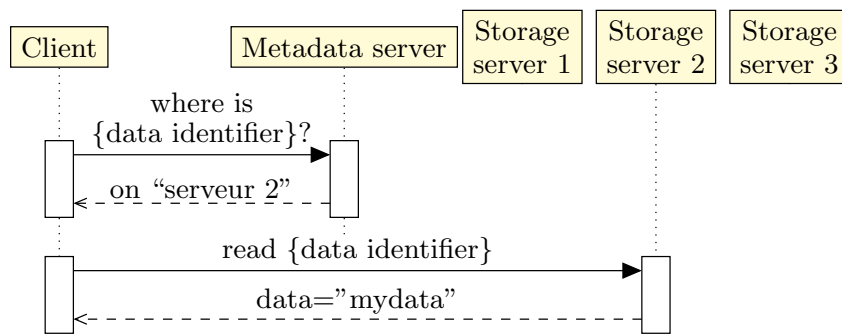 Client
Metadata server
Storage
server 1
Storage
server 2
Storage
server 3
where is
{data identifier}?
on “serveur 2”
read {data identifier}
data=”mydata”